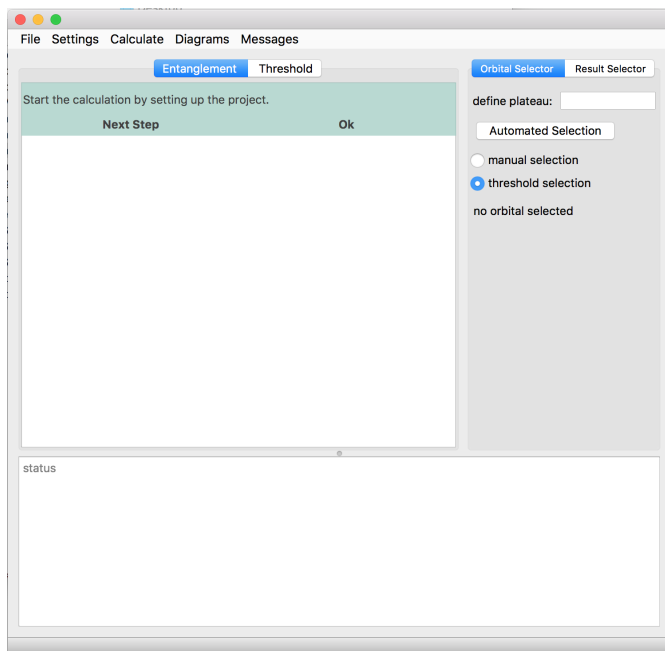 File Settings Calculate Diagrams Messages
Entanglement Threshold
Start the calculation by setting up the project.
Next Step Ok
Orbital Selector Result Selector
define plateau:
Automated Selection
manual selection
threshold selection
no orbital selected
status